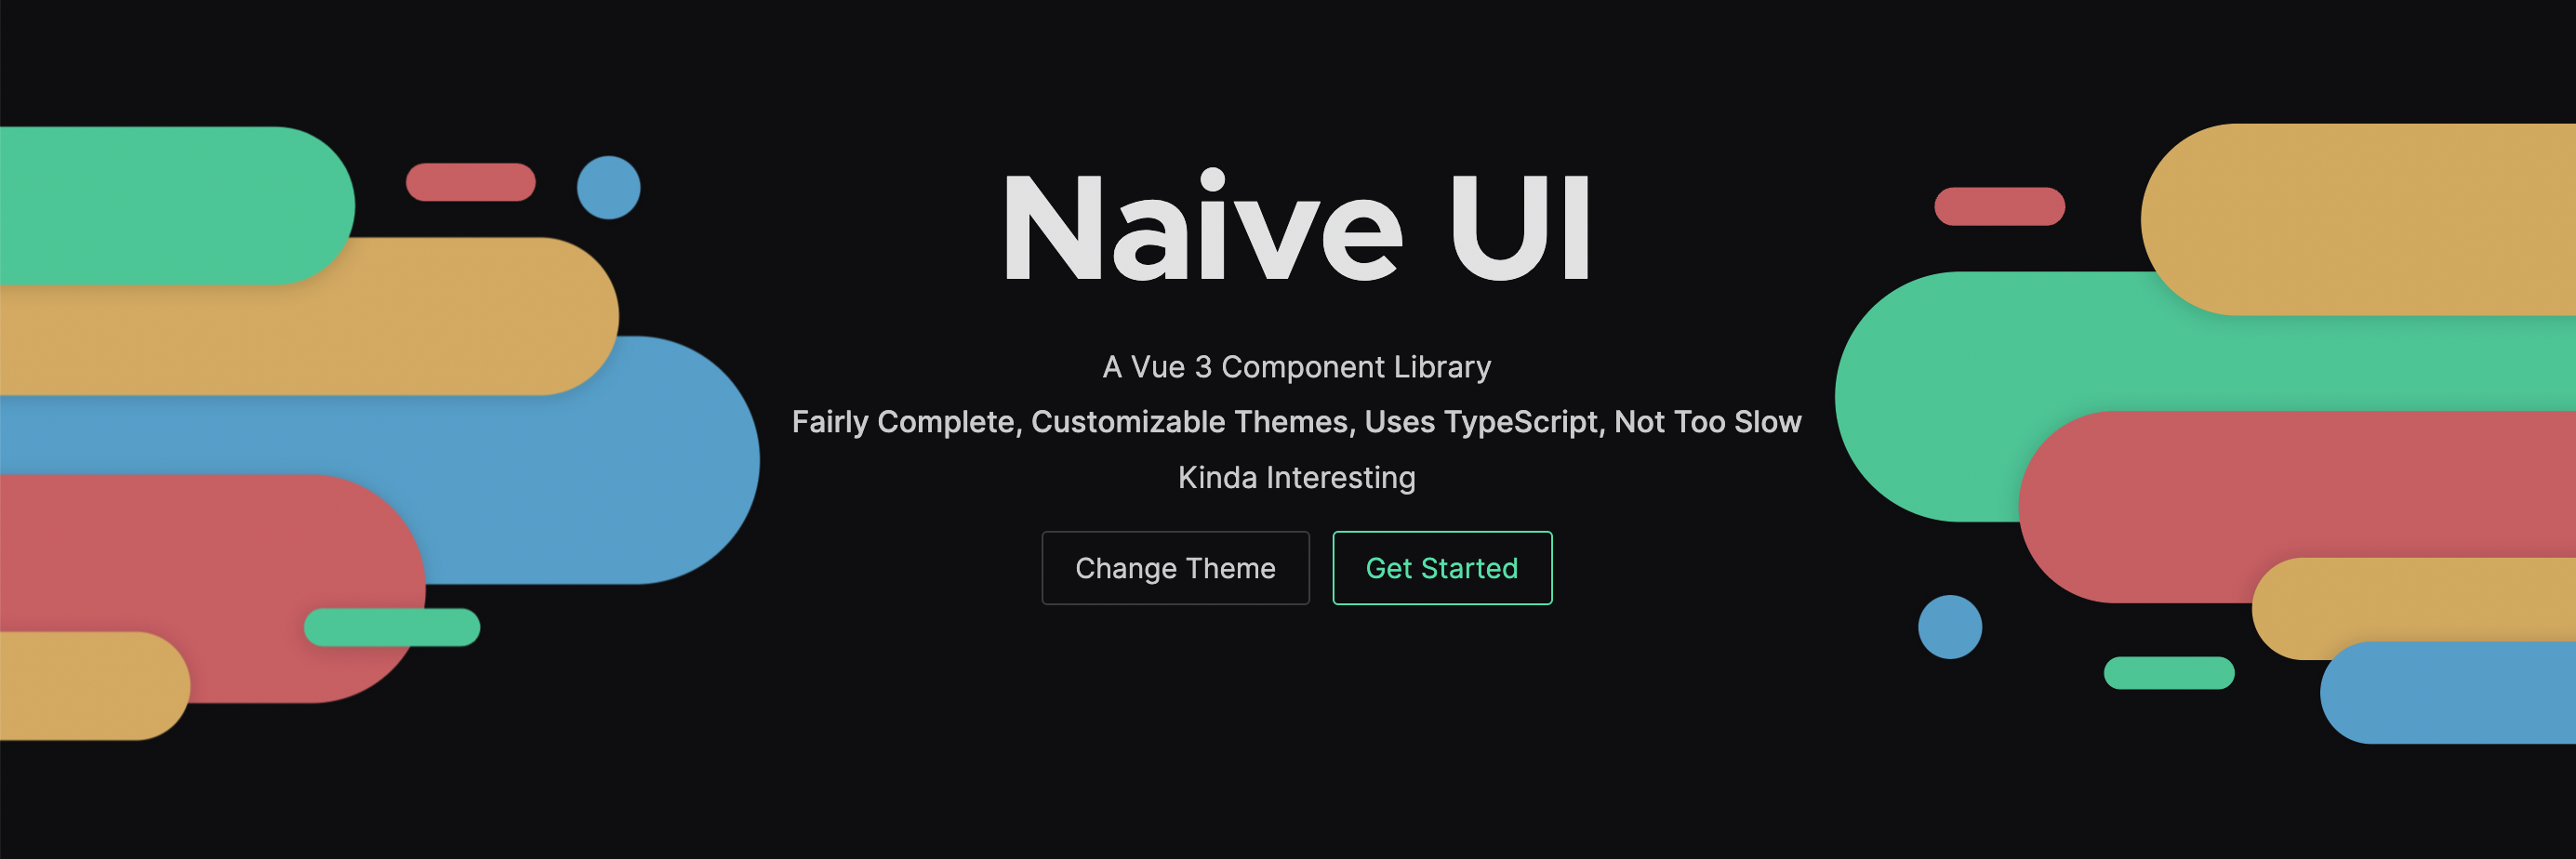 Naive UI
A Vue 3 Component Library
Fairly Complete, Customizable Themes, Uses TypeScript, Not Too Slow
Kinda Interesting
Change Theme
Get Started